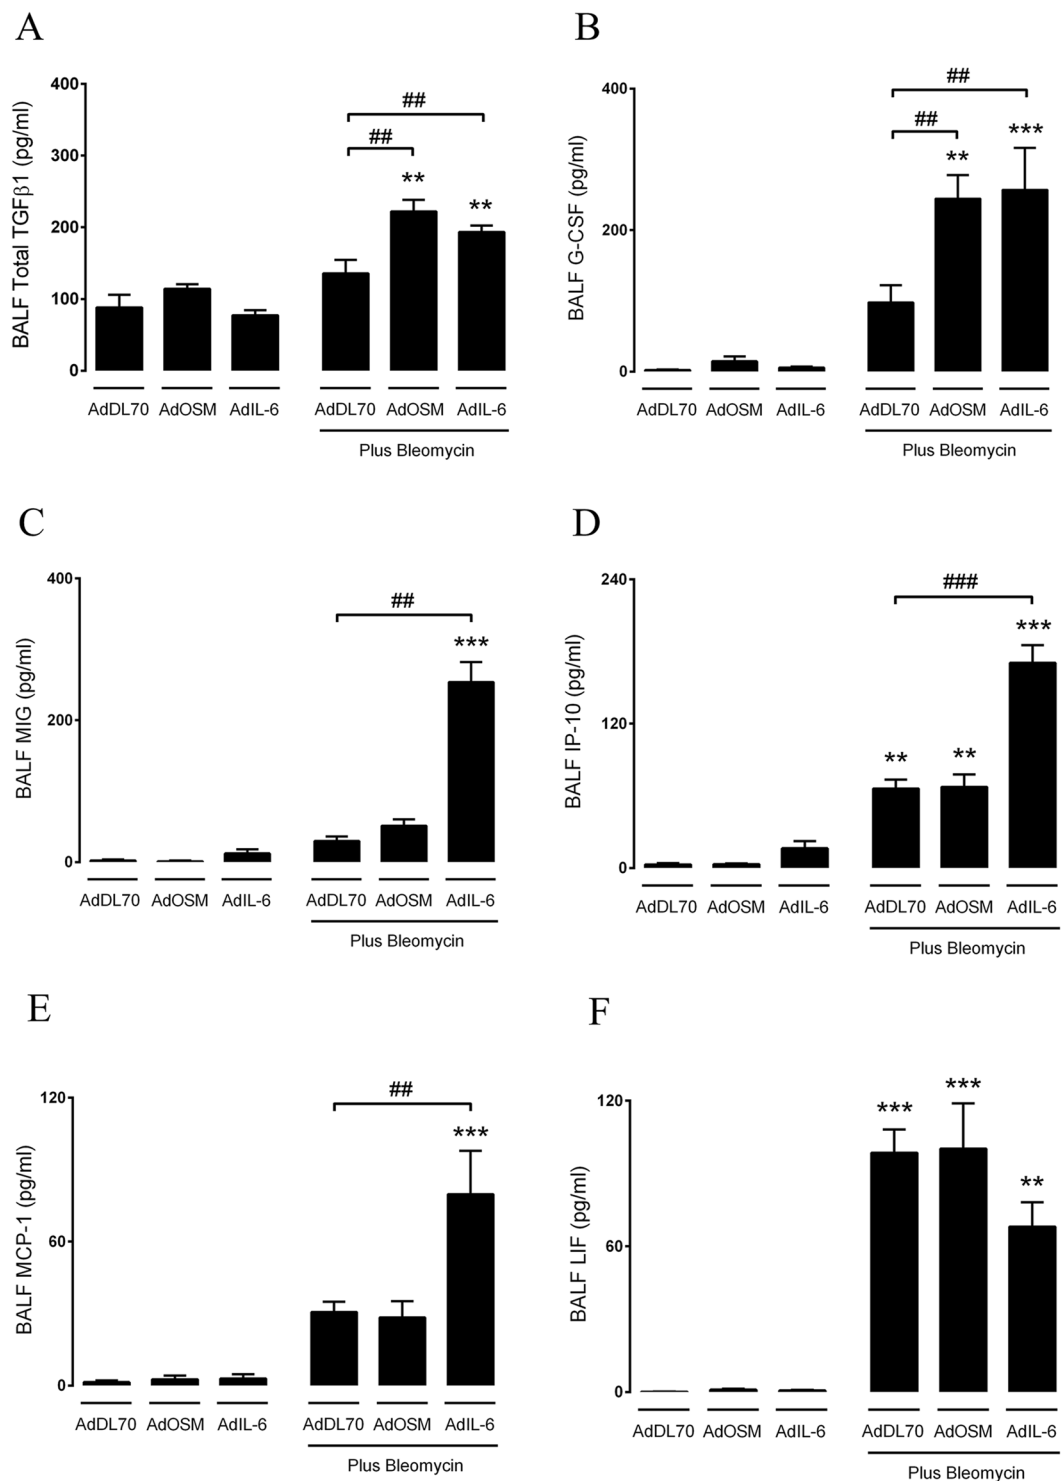 A
BALF Total TGFβ1 (pg/ml)
400
300
200
100
0
##
##
**
**
AdDL70 AdOSM AdIL-6 AdDL70 AdOSM AdIL-6
Plus Bleomycin
B
BALF G-CSF (pg/ml)
400
200
0
##
##
**
***
AdDL70 AdOSM AdIL-6 AdDL70 AdOSM AdIL-6
Plus Bleomycin
C
BALF MIG (pg/ml)
400
200
0
##
***
AdDL70 AdOSM AdIL-6 AdDL70 AdOSM AdIL-6
Plus Bleomycin
D
BALF IP-10 (pg/ml)
240
120
0
###
**
**
***
AdDL70 AdOSM AdIL-6 AdDL70 AdOSM AdIL-6
Plus Bleomycin
E
BALF MCP-1 (pg/ml)
120
60
0
##
***
AdDL70 AdOSM AdIL-6 AdDL70 AdOSM AdIL-6
Plus Bleomycin
F
BALF LIF (pg/ml)
120
60
0
***
***
**
AdDL70 AdOSM AdIL-6 AdDL70 AdOSM AdIL-6
Plus Bleomycin